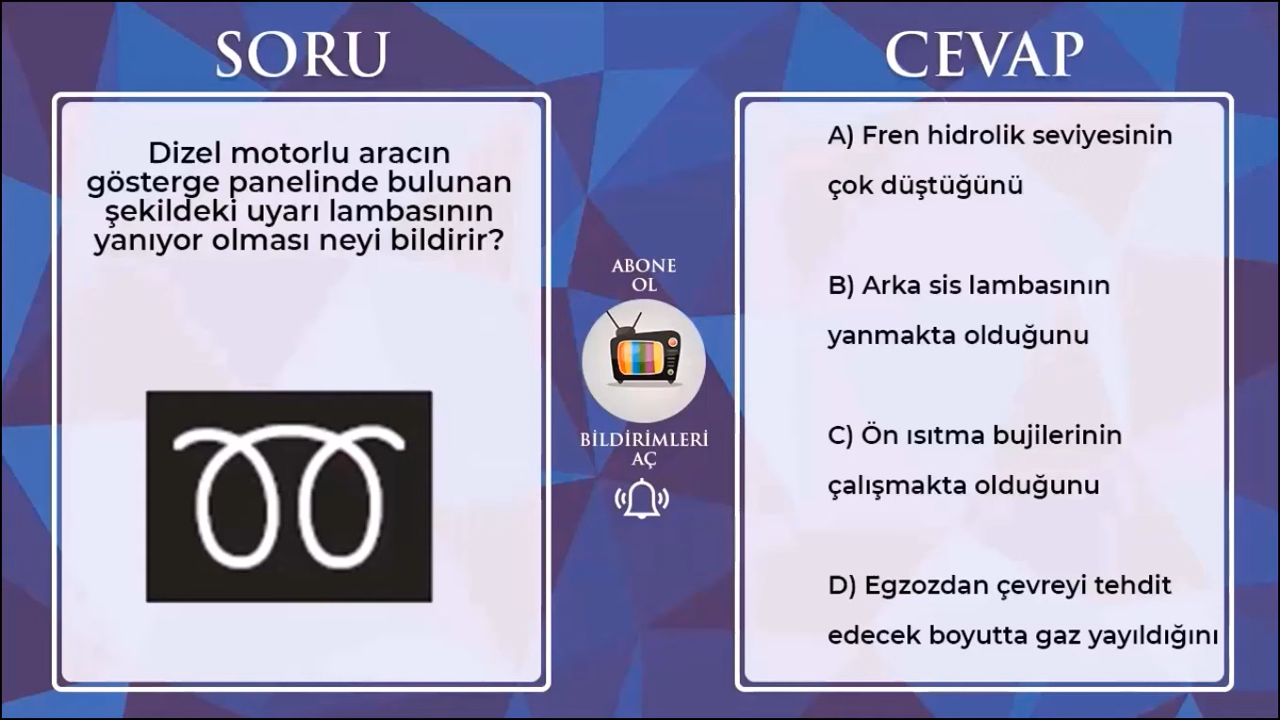 SORU
Dizel motorlu aracın
gösterge panelinde bulunan
şekildeki uyarı lambasının
yanıyor olması neyi bildirir?
ABONE
OL
BİLDİRİMLERİ
AÇ
CEVAP
A) Fren hidrolik seviyesinin
çok düştüğünü
B) Arka sis lambasının
yanmakta olduğunu
C) Ön ısıtma bujilerinin
çalışmakta olduğunu
D) Egzozdan çevreyi tehdit
edecek boyutta gaz yayıldığını